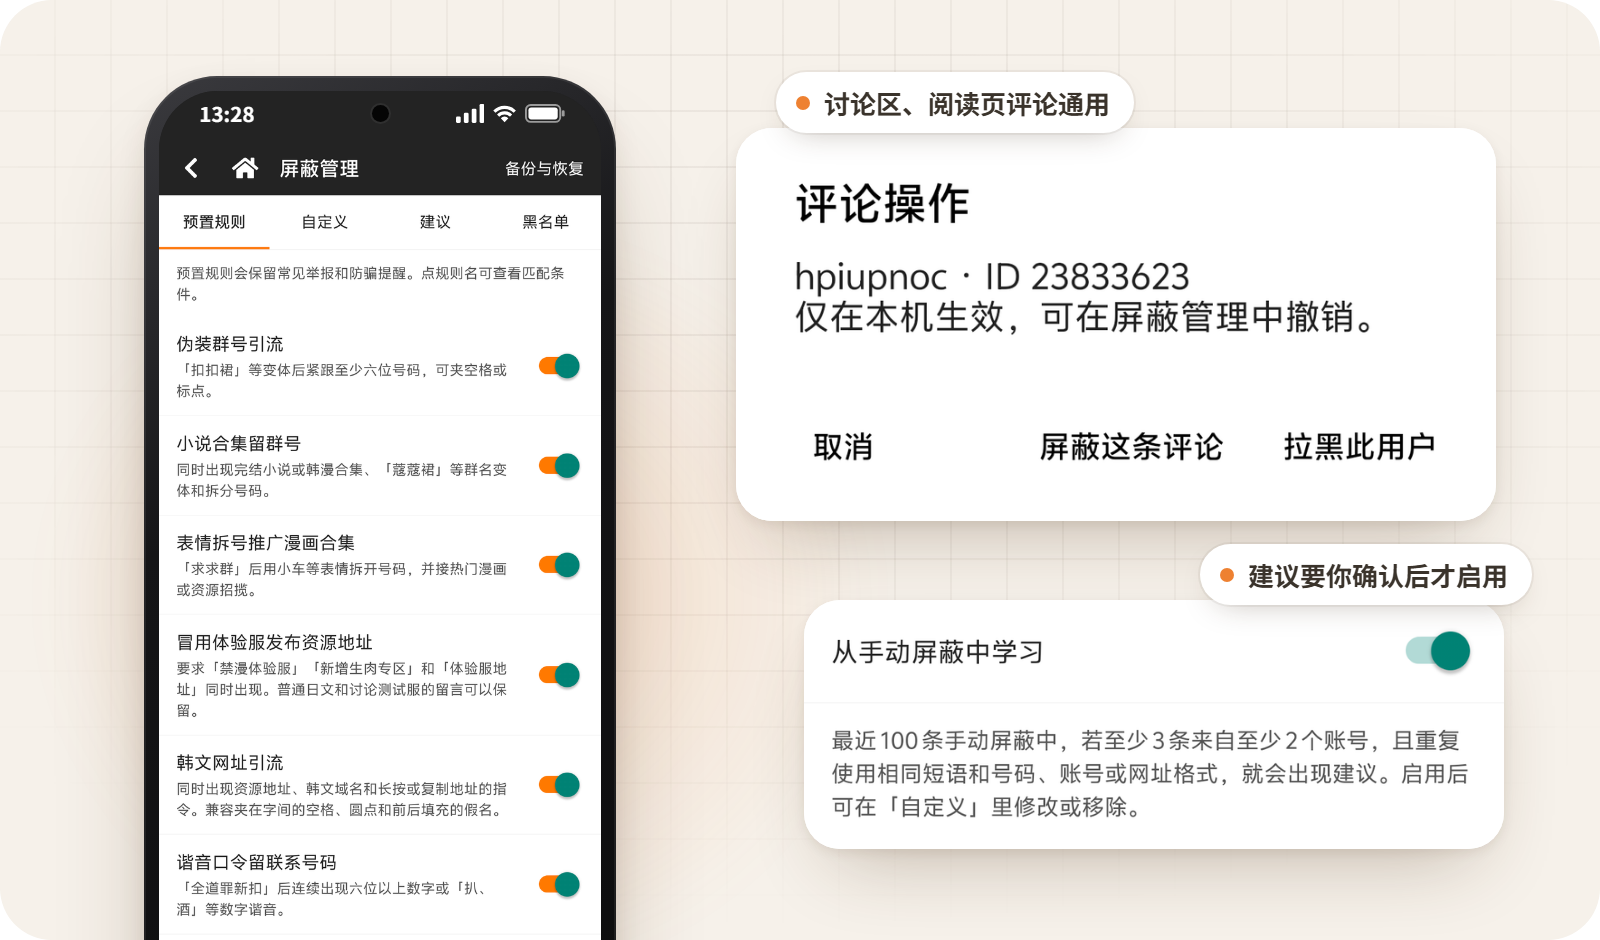 13:28
屏蔽管理
备份与恢复
预置规则
自定义
建议
黑名单
预置规则会保留常见举报和防骗提醒。点规则名可查看匹配条
件。
伪装群号引流
「扣扣裙」等变体后紧跟至少六位号码，可夹空格或
标点。
小说合集留群号
同时出现完结小说或韩漫合集、「蔻蔻裙」等群名变
体和拆分号码。
表情拆号推广漫画合集
「求求群」后用小车等表情拆开号码，并接热门漫画
或资源招揽。
冒用体验服发布资源地址
要求「禁漫体验服」「新增生肉专区」和「体验服地
址」同时出现。普通日文和讨论测试服的留言可以保
留。
韩文网址引流
同时出现资源地址、韩文域名和长按或复制地址的指
令。兼容夹在字间的空格、圆点和前后填充的假名。
谐音口令留联系号码
「全道罪新扣」后连续出现六位以上数字或「扒、
酒」等数字谐音。
讨论区、阅读页评论通用
评论操作
hpiupnoc · ID 23833623
仅在本机生效，可在屏蔽管理中撤销。
取消
屏蔽这条评论
拉黑此用户
建议要你确认后才启用
从手动屏蔽中学习
最近100条手动屏蔽中，若至少3条来自至少2个账号，且重复
使用相同短语和号码、账号或网址格式，就会出现建议。启用后
可在「自定义」里修改或移除。